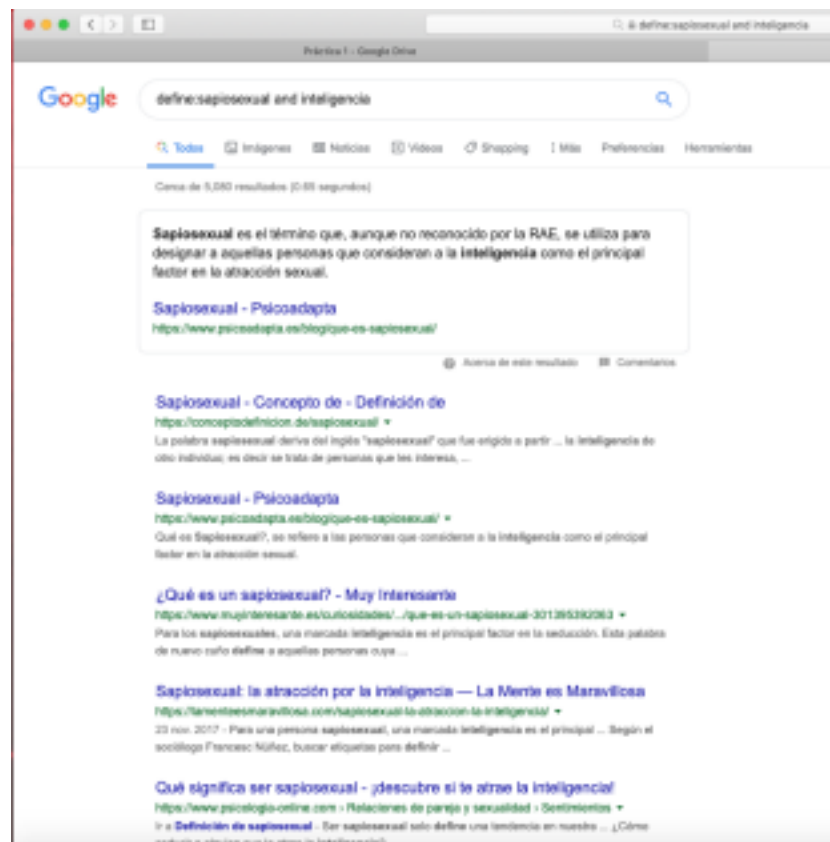 define:sapiosexual and inteligencia
Práctica 1 - Google Drive
Google
define:sapiosexual and inteligencia
Todos Imágenes Noticias Vídeos Shopping Más Preferencias Herramientas
Cerca de 5,080 resultados (0.65 segundos)
Sapiosexual es el término que, aunque no reconocido por la RAE, se utiliza para
designar a aquellas personas que consideran a la inteligencia como el principal
factor en la atracción sexual.
Sapiosexual - Psicoadapta
https://www.psicoadapta.es/blog/que-es-sapiosexual/
Acerca de este resultado Comentarios
Sapiosexual - Concepto de - Definición de
https://conceptodefinicion.de/sapiosexual/
La palabra sapiosexual deriva del inglés "sapiosexual" que fue erigido a partir ... la inteligencia de
otro individuo; es decir se trata de personas que les interesa, ...
Sapiosexual - Psicoadapta
https://www.psicoadapta.es/blog/que-es-sapiosexual/
Qué es Sapiosexual?, se refiere a las personas que consideran a la inteligencia como el principal
factor en la atracción sexual.
¿Qué es un sapiosexual? - Muy Interesante
https://www.muyinteresante.es/curiosidades/.../que-es-un-sapiosexual-301395392063
Para los sapiosexuales, una marcada inteligencia es el principal factor en la seducción. Esta palabra
de nuevo cuño define a aquellas personas cuya ...
Sapiosexual: la atracción por la inteligencia — La Mente es Maravillosa
https://lamenteesmaravillosa.com/sapiosexual-la-atraccion-la-inteligencia/
23 nov. 2017 - Para una persona sapiosexual, una marcada inteligencia es el principal ... Según el
sociólogo Francesc Núñez, buscar etiquetas para definir ...
Qué significa ser sapiosexual - ¡descubre si te atrae la inteligencia!
https://www.psicologia-online.com › Relaciones de pareja y sexualidad › Sentimientos
Ir a Definición de sapiosexual - Ser sapiosexual solo define una tendencia en nuestro ... ¿Cómo